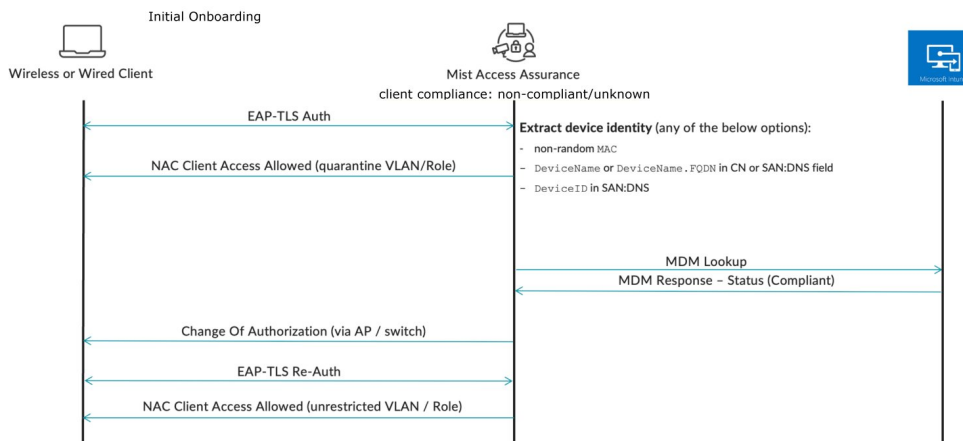 Initial Onboarding
Wireless or Wired Client
Mist Access Assurance
client compliance: non-compliant/unknown
Microsoft Intune
EAP-TLS Auth
Extract device identity (any of the below options):
- non-random MAC
– DeviceName or DeviceName.FQDN in CN or SAN:DNS field
– DeviceID in SAN:DNS
NAC Client Access Allowed (quarantine VLAN/Role)
MDM Lookup
MDM Response – Status (Compliant)
Change Of Authorization (via AP / switch)
EAP-TLS Re-Auth
NAC Client Access Allowed (unrestricted VLAN / Role)